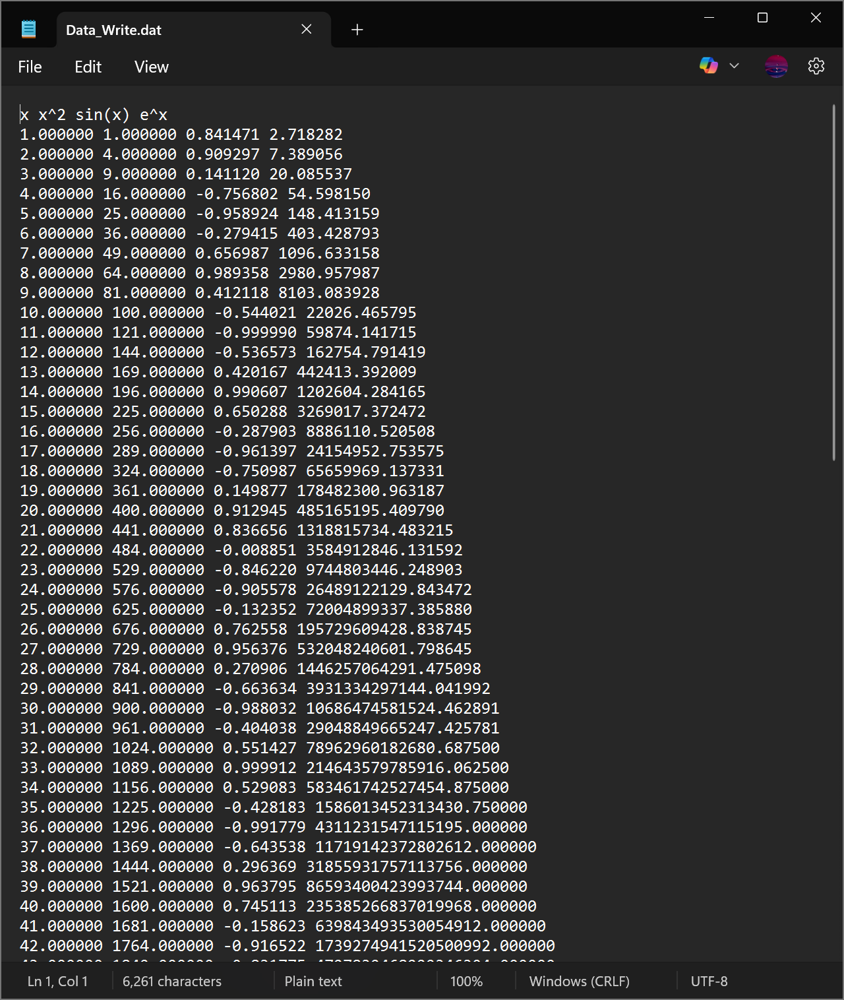 Data_Write.dat
File Edit View
x x^2 sin(x) e^x
1.000000 1.000000 0.841471 2.718282
2.000000 4.000000 0.909297 7.389056
3.000000 9.000000 0.141120 20.085537
4.000000 16.000000 -0.756802 54.598150
5.000000 25.000000 -0.958924 148.413159
6.000000 36.000000 -0.279415 403.428793
7.000000 49.000000 0.656987 1096.633158
8.000000 64.000000 0.989358 2980.957987
9.000000 81.000000 0.412118 8103.083928
10.000000 100.000000 -0.544021 22026.465795
11.000000 121.000000 -0.999990 59874.141715
12.000000 144.000000 -0.536573 162754.791419
13.000000 169.000000 0.420167 442413.392009
14.000000 196.000000 0.990607 1202604.284165
15.000000 225.000000 0.650288 3269017.372472
16.000000 256.000000 -0.287903 8886110.520508
17.000000 289.000000 -0.961397 24154952.753575
18.000000 324.000000 -0.750987 65659969.137331
19.000000 361.000000 0.149877 178482300.963187
20.000000 400.000000 0.912945 485165195.409790
21.000000 441.000000 0.836656 1318815734.483215
22.000000 484.000000 -0.008851 3584912846.131592
23.000000 529.000000 -0.846220 9744803446.248903
24.000000 576.000000 -0.905578 26489122129.843472
25.000000 625.000000 -0.132352 72004899337.385880
26.000000 676.000000 0.762558 195729609428.838745
27.000000 729.000000 0.956376 532048240601.798645
28.000000 784.000000 0.270906 1446257064291.475098
29.000000 841.000000 -0.663634 3931334297144.041992
30.000000 900.000000 -0.988032 10686474581524.462891
31.000000 961.000000 -0.404038 29048849665247.425781
32.000000 1024.000000 0.551427 78962960182680.687500
33.000000 1089.000000 0.999912 214643579785916.062500
34.000000 1156.000000 0.529083 583461742527454.875000
35.000000 1225.000000 -0.428183 1586013452313430.750000
36.000000 1296.000000 -0.991779 4311231547115195.000000
37.000000 1369.000000 -0.643538 11719142372802612.000000
38.000000 1444.000000 0.296369 31855931757113756.000000
39.000000 1521.000000 0.963795 86593400423993744.000000
40.000000 1600.000000 0.745113 235385266837019968.000000
41.000000 1681.000000 -0.158623 639843493530054912.000000
42.000000 1764.000000 -0.916522 1739274941520500992.000000
Ln 1, Col 1 6,261 characters Plain text 100% Windows (CRLF) UTF-8